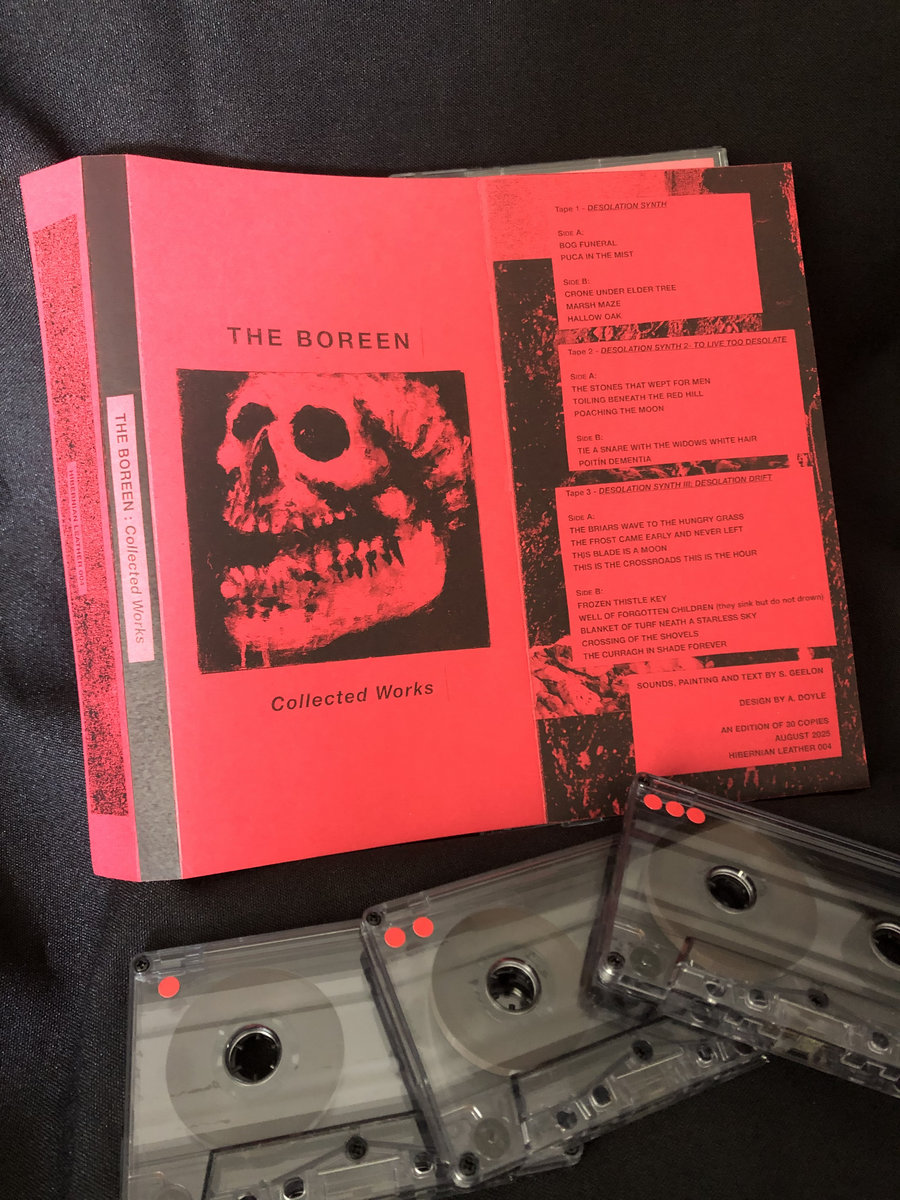 HIBERNIAN LEATHER 004
THE BOREEN : Collected Works
THE BOREEN
Collected Works
Tape 1 - DESOLATION SYNTH
SIDE A:
BOG FUNERAL
PUCA IN THE MIST
SIDE B:
CRONE UNDER ELDER TREE
MARSH MAZE
HALLOW OAK
Tape 2 - DESOLATION SYNTH 2- TO LIVE TOO DESOLATE
SIDE A:
THE STONES THAT WEPT FOR MEN
TOILING BENEATH THE RED HILL
POACHING THE MOON
SIDE B:
TIE A SNARE WITH THE WIDOWS WHITE HAIR
POITÍN DEMENTIA
Tape 3 - DESOLATION SYNTH III: DESOLATION DRIFT
SIDE A:
THE BRIARS WAVE TO THE HUNGRY GRASS
THE FROST CAME EARLY AND NEVER LEFT
THIS BLADE IS A MOON
THIS IS THE CROSSROADS THIS IS THE HOUR
SIDE B:
FROZEN THISTLE KEY
WELL OF FORGOTTEN CHILDREN (they sink but do not drown)
BLANKET OF TURF NEATH A STARLESS SKY
CROSSING OF THE SHOVELS
THE CURRAGH IN SHADE FOREVER
SOUNDS, PAINTING AND TEXT BY S. GEELON
DESIGN BY A. DOYLE
AN EDITION OF 30 COPIES
AUGUST 2025
HIBERNIAN LEATHER 004